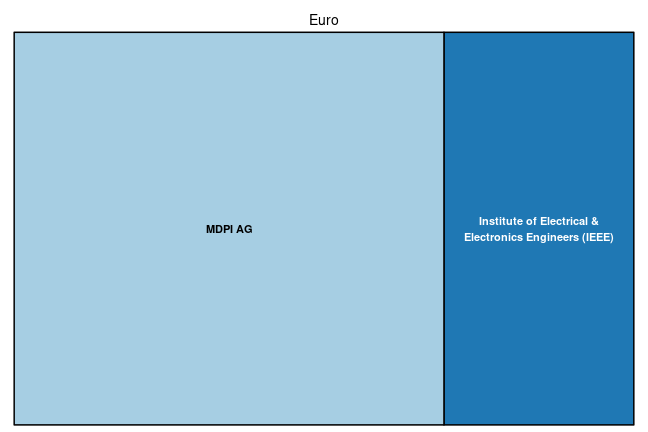 Euro
MDPI AG
Institute of Electrical &
Electronics Engineers (IEEE)